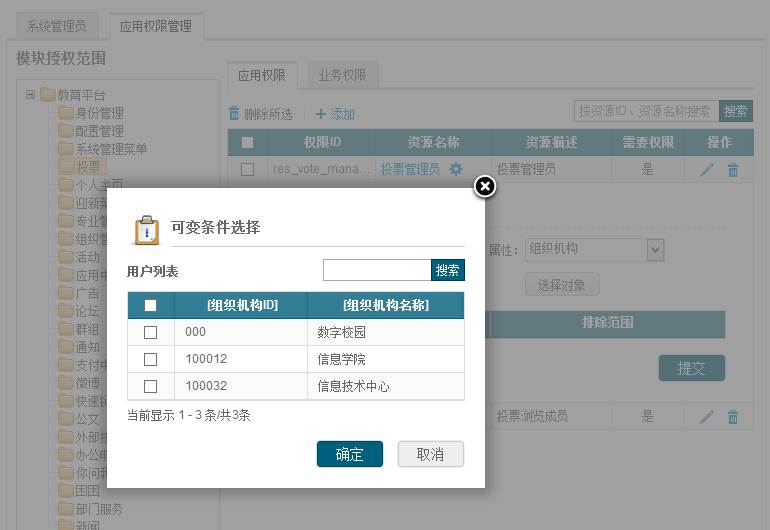 系统管理员 应用权限管理
模块授权范围
教育平台
身份管理
配置管理
系统管理菜单
投票
个人主页
迎新
专业
组织
活动
应用中
广告
论坛
群组
通知
支付中
微博
快速
公文
外部
办公
你问我
困困
部门服务
新闻
应用权限 业务权限
删除所选 添加 按资源ID、资源名称搜索 搜索
权限ID 资源名称 资源描述 需要权限 操作
res_vote_mana... 投票管理员 投票管理员 是
属性: 组织机构
选择对象
排除范围
提交
投票浏览成员 是
可变条件选择
用户列表 搜索
[组织机构ID] [组织机构名称]
000 数字校园
100012 信息学院
100032 信息技术中心
当前显示 1 - 3 条/共3条
确定 取消